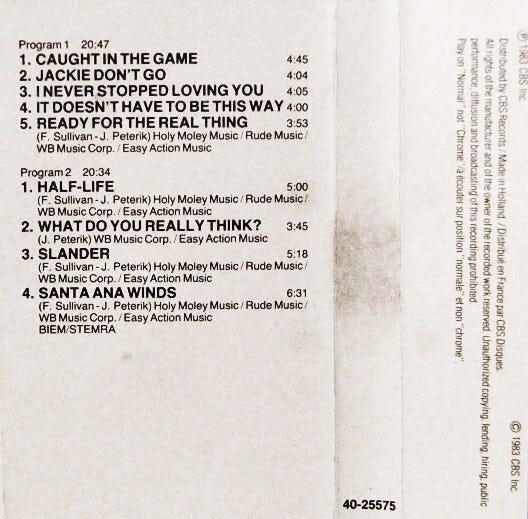 Program 1 20:47
1. CAUGHT IN THE GAME 4:45
2. JACKIE DON'T GO 4:04
3. I NEVER STOPPED LOVING YOU 4:05
4. IT DOESN'T HAVE TO BE THIS WAY 4:00
5. READY FOR THE REAL THING 3:53
(F. Sullivan - J. Peterik) Holy Moley Music / Rude Music /
WB Music Corp. / Easy Action Music
Program 2 20:34
1. HALF-LIFE 5:00
(F. Sullivan - J. Peterik) Holy Moley Music / Rude Music /
WB Music Corp. / Easy Action Music
2. WHAT DO YOU REALLY THINK? 3:45
(J. Peterik) WB Music Corp. / Easy Action Music
3. SLANDER 5:18
(F. Sullivan - J. Peterik) Holy Moley Music / Rude Music /
WB Music Corp. / Easy Action Music
4. SANTA ANA WINDS 6:31
(F. Sullivan - J. Peterik) Holy Moley Music / Rude Music /
WB Music Corp. / Easy Action Music
BIEM/STEMRA
40-25575
℗ 1983 CBS Inc.
© 1983 CBS Inc.
Distributed by CBS Records / Made in Holland / Distribué en France par CBS Disques.
All rights of the manufacturer and of the owner of the recorded work reserved. Unauthorized copying, lending, hiring, public
performance, diffusion and broadcasting of this recording prohibited.
Play on "Normal" not "Chrome"/à écouter sur position "normale" et non "chrome".